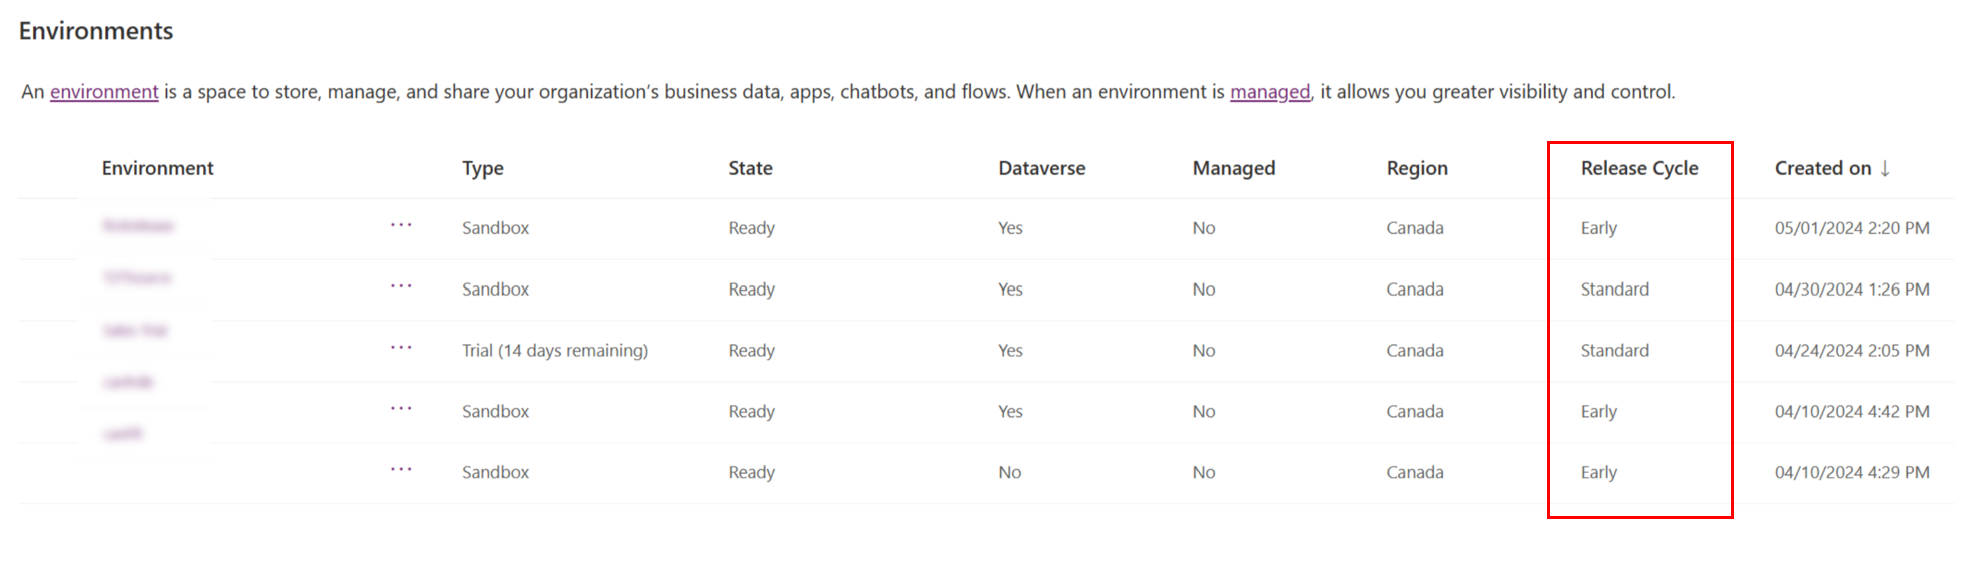 Environments
An environment is a space to store, manage, and share your organization's business data, apps, chatbots, and flows. When an environment is managed, it allows you greater visibility and control.
Environment Type State Dataverse Managed Region Release Cycle Created on ↓
... Sandbox Ready Yes No Canada Early 05/01/2024 2:20 PM
... Sandbox Ready Yes No Canada Standard 04/30/2024 1:26 PM
... Trial (14 days remaining) Ready Yes No Canada Standard 04/24/2024 2:05 PM
... Sandbox Ready Yes No Canada Early 04/10/2024 4:42 PM
... Sandbox Ready No No Canada Early 04/10/2024 4:29 PM